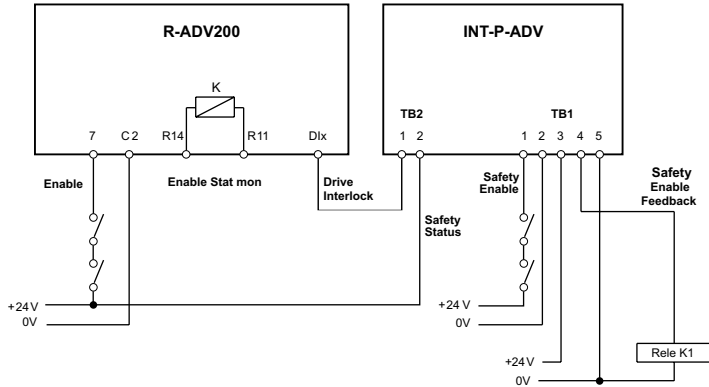 R-ADV200
INT-P-ADV
K
TB2
TB1
7 C2 R14 R11 DIx
1 2
1 2 3 4 5
Enable
Enable Stat mon
Drive
Interlock
Safety
Status
Safety
Enable
Safety
Enable
Feedback
+24V
0V
+24V
0V
+24V
0V
Rele K1